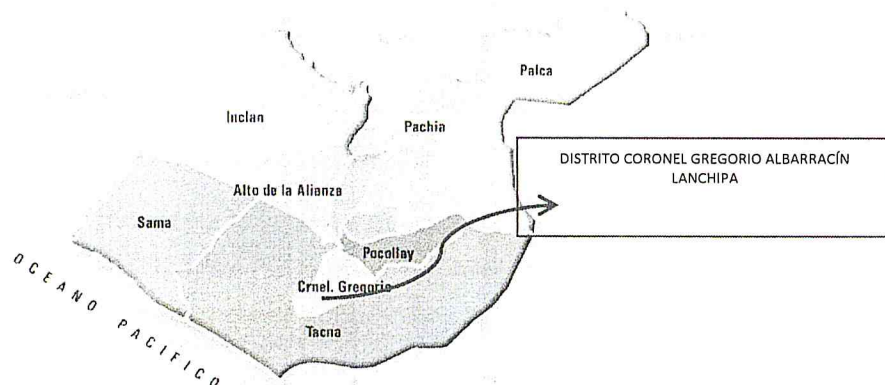 Palca
Inclan
Pachia
DISTRITO CORONEL GREGORIO ALBARRACÍN
LANCHIPA
Alto de la Alianza
Sama
Pocollay
Crnel. Gregorio
Tacna
OCEANO PACIFICO